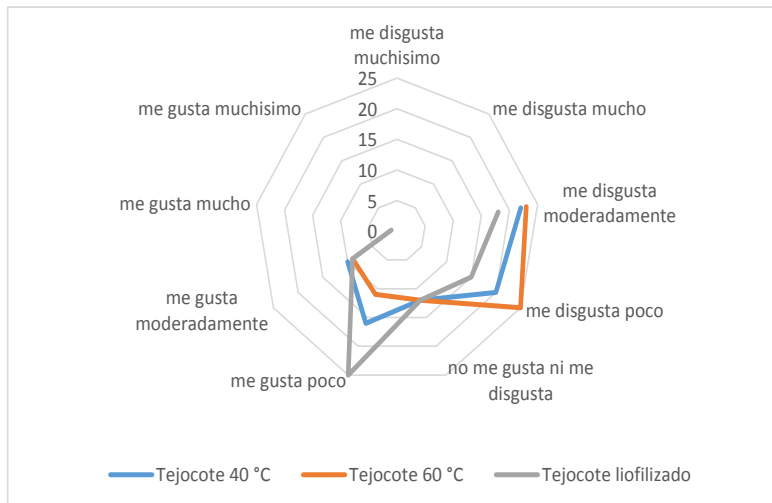 me disgusta
muchisimo
25
me gusta muchisimo
me disgusta mucho
20
15
10
me gusta mucho
me disgusta
moderadamente
5
0
me gusta
moderadamente
me disgusta poco
me gusta poco
no me gusta ni me
disgusta
Tejocote 40 °C
Tejocote 60 °C
Tejocote liofilizado